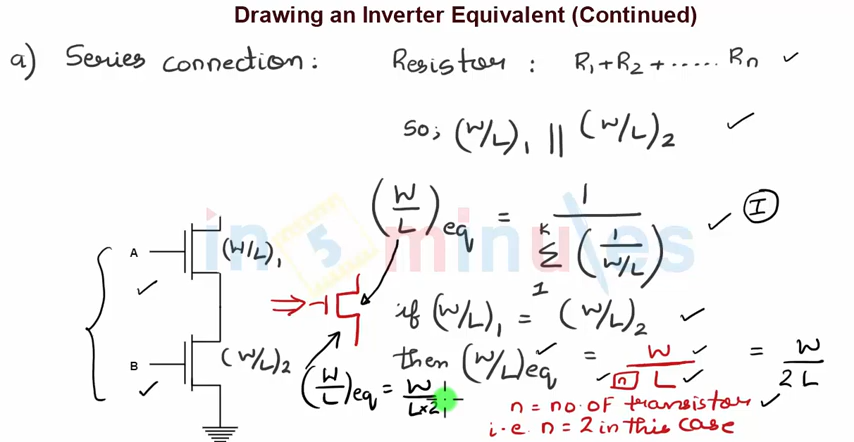 Drawing an Inverter Equivalent (Continued)
a) Series connection: Resistor: R1+R2+..... Rn ✓
So; (W/L)1 || (W/L)2 ✓
(W/L)eq = 1 / K Σ 1 (1 / W/L) ✓ I
in 5 minutes
A (W/L)1
✓
if (W/L)1 = (W/L)2 ✓
B (W/L)2
✓
then (W/L)eq ✓ = W ✓ / ✓ n L ✓ = W / 2L
(W/L)eq = W / L×2
n = no. of transistor ✓
i.e n = 2 in this case